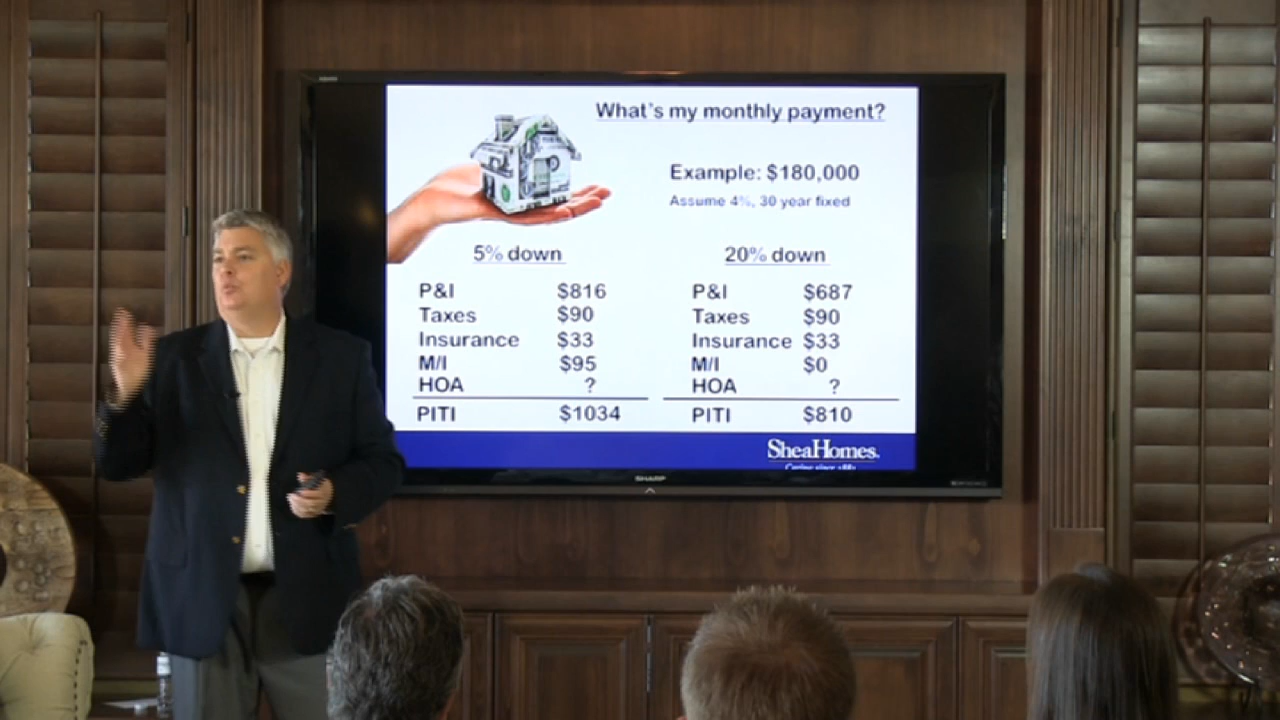 What's my monthly payment?
Example: $180,000
Assume 4%, 30 year fixed
5% down
20% down
P&I $816
Taxes $90
Insurance $33
M/I $95
HOA ?
PITI $1034
P&I $687
Taxes $90
Insurance $33
M/I $0
HOA ?
PITI $810
SheaHomes.
SHARP